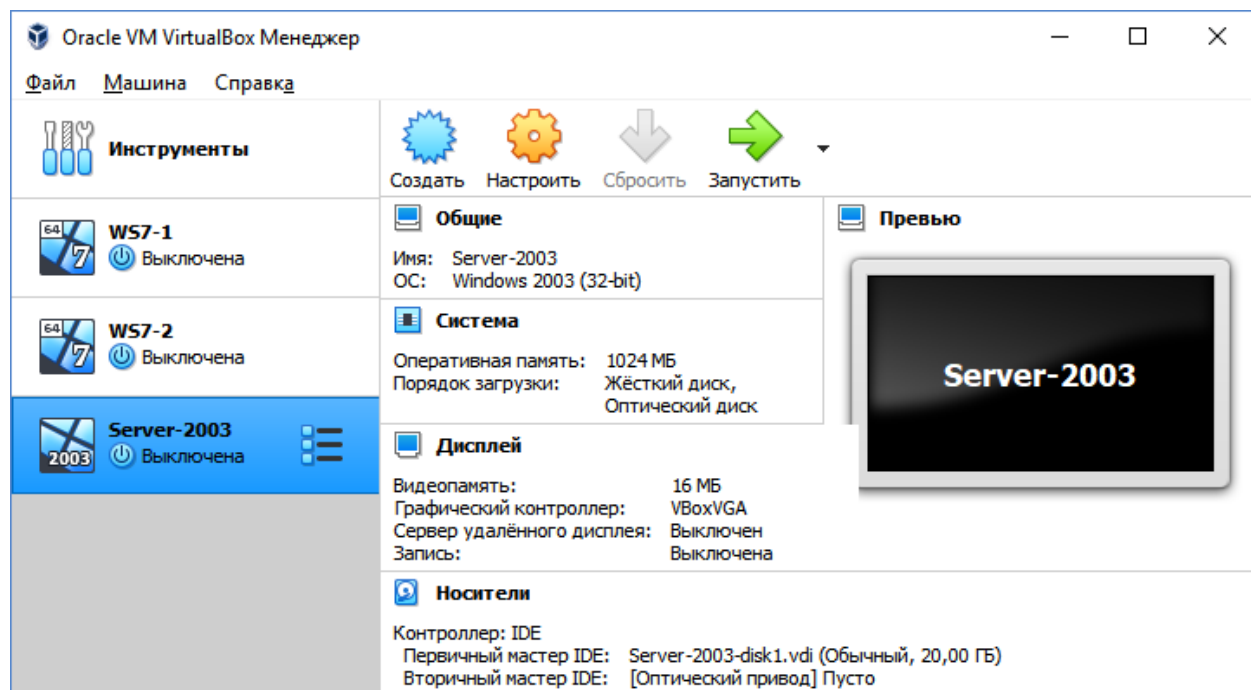 Oracle VM VirtualBox Менеджер
Файл Машина Справка
Инструменты
Создать Настроить Сбросить Запустить
64 7 WS7-1
Выключена
64 7 WS7-2
Выключена
2003 Server-2003
Выключена
Общие
Имя: Server-2003
ОС: Windows 2003 (32-bit)
Система
Оперативная память: 1024 МБ
Порядок загрузки: Жёсткий диск,
Оптический диск
Превью
Server-2003
Дисплей
Видеопамять: 16 МБ
Графический контроллер: VBoxVGA
Сервер удалённого дисплея: Выключен
Запись: Выключена
Носители
Контроллер: IDE
Первичный мастер IDE: Server-2003-disk1.vdi (Обычный, 20,00 ГБ)
Вторичный мастер IDE: [Оптический привод] Пусто